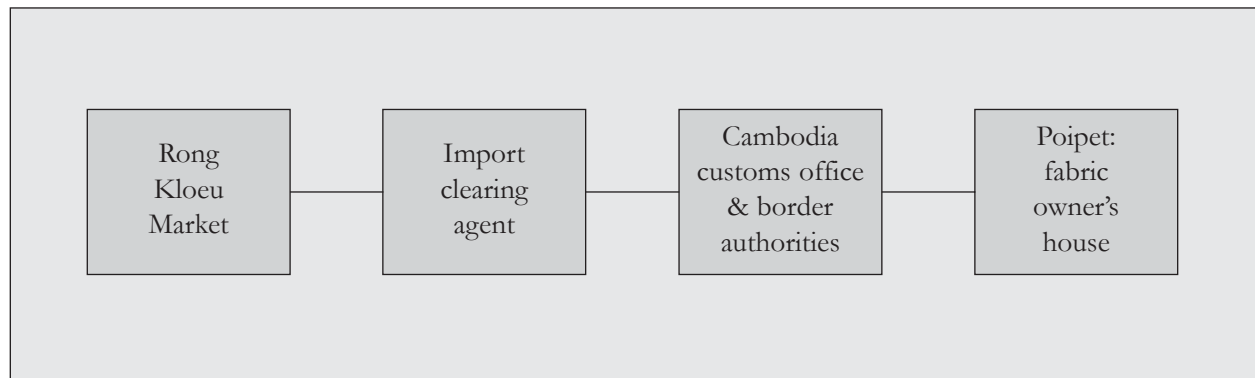 Rong
Kloeu
Market
Import
clearing
agent
Cambodia
customs office
& border
authorities
Poipet:
fabric
owner’s
house